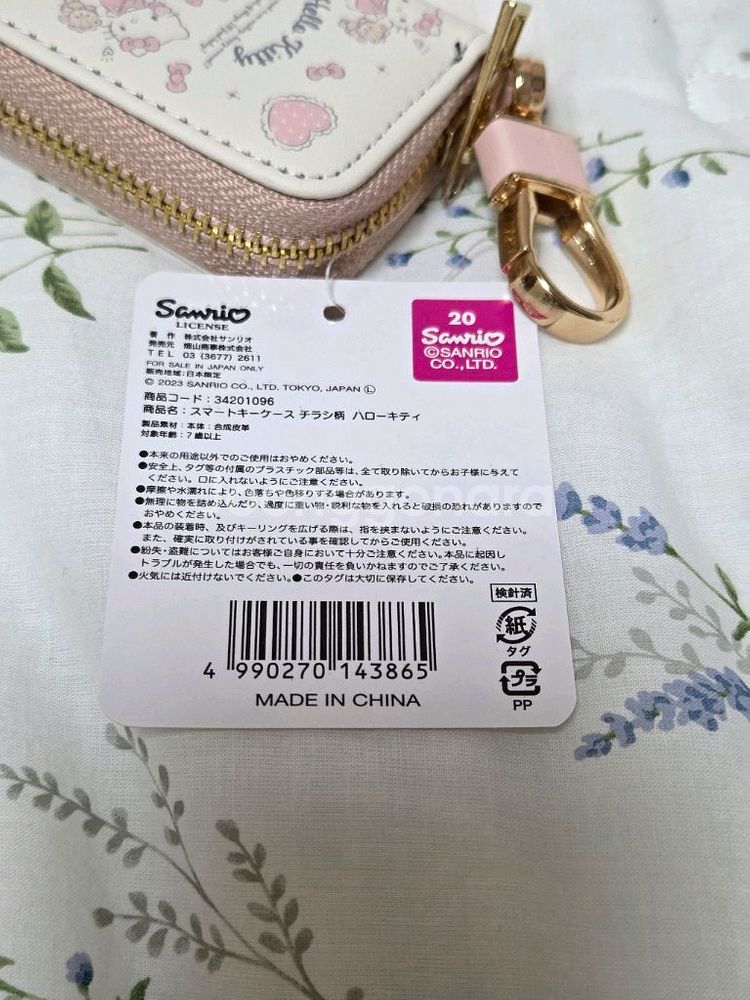 Hello Kitty
Sanrio
LICENSE
著 作 株式会社サンリオ
発売元 畑山商事株式会社
TEL 03 (3677) 2611
FOR SALE IN JAPAN ONLY
販売地域:日本限定
© 2023 SANRIO CO., LTD. TOKYO, JAPAN Ⓛ
商品コード:34201096
商品名:スマートキーケース チラシ柄 ハローキティ
製品素材:本体:合成皮革
対象年齢:7歳以上
20
Sanrio
©SANRIO
CO., LTD.
●本来の用途以外でのご使用はおやめください。
●安全上、タグ等の付属のプラスチック部品等は、全て取り除いてからお子様に与えて
ください。口に入れないようにご注意ください。
●摩擦や水濡れにより、色落ちや色移りする場合があります。
●無理に物を詰め込んだり、過度に重い物・鋭利な物を入れると破損の恐れがありますので
おやめください。
●本品の装着時、及びキーリングを広げる際は、指を挟まないようにご注意ください。
また、確実に取り付けがされている事を確認してからご使用ください。
●紛失・盗難についてはお客様ご自身において十分ご注意ください。本品に起因し
トラブルが発生した場合でも、一切の責任を負いかねますのでご了承ください。
●火気には近付けないでください。●このタグは大切に保存してください。
検針済
紙
タグ
プラ
PP
4 990270 143865
MADE IN CHINA